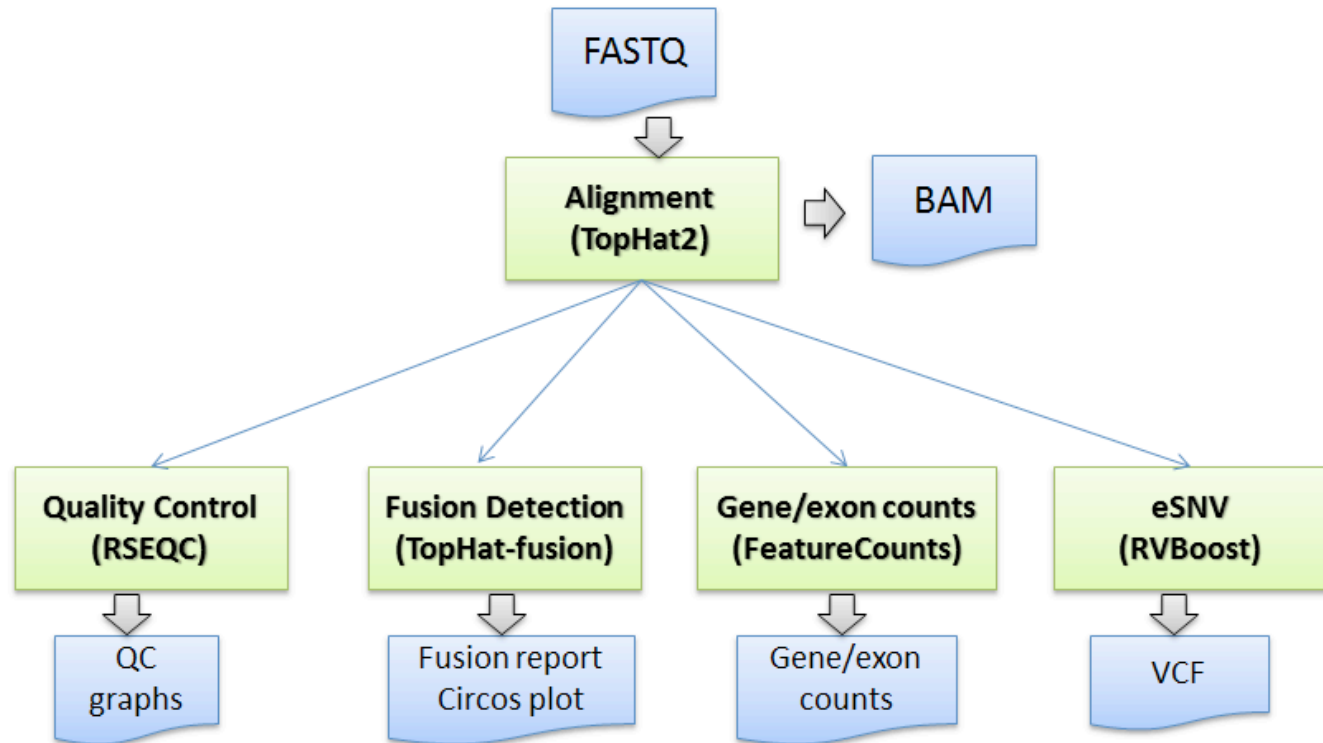 FASTQ
Alignment
(TopHat2)
BAM
Quality Control
(RSEQC)
Fusion Detection
(TopHat-fusion)
Gene/exon counts
(FeatureCounts)
eSNV
(RVBoost)
QC
graphs
Fusion report
Circos plot
Gene/exon
counts
VCF